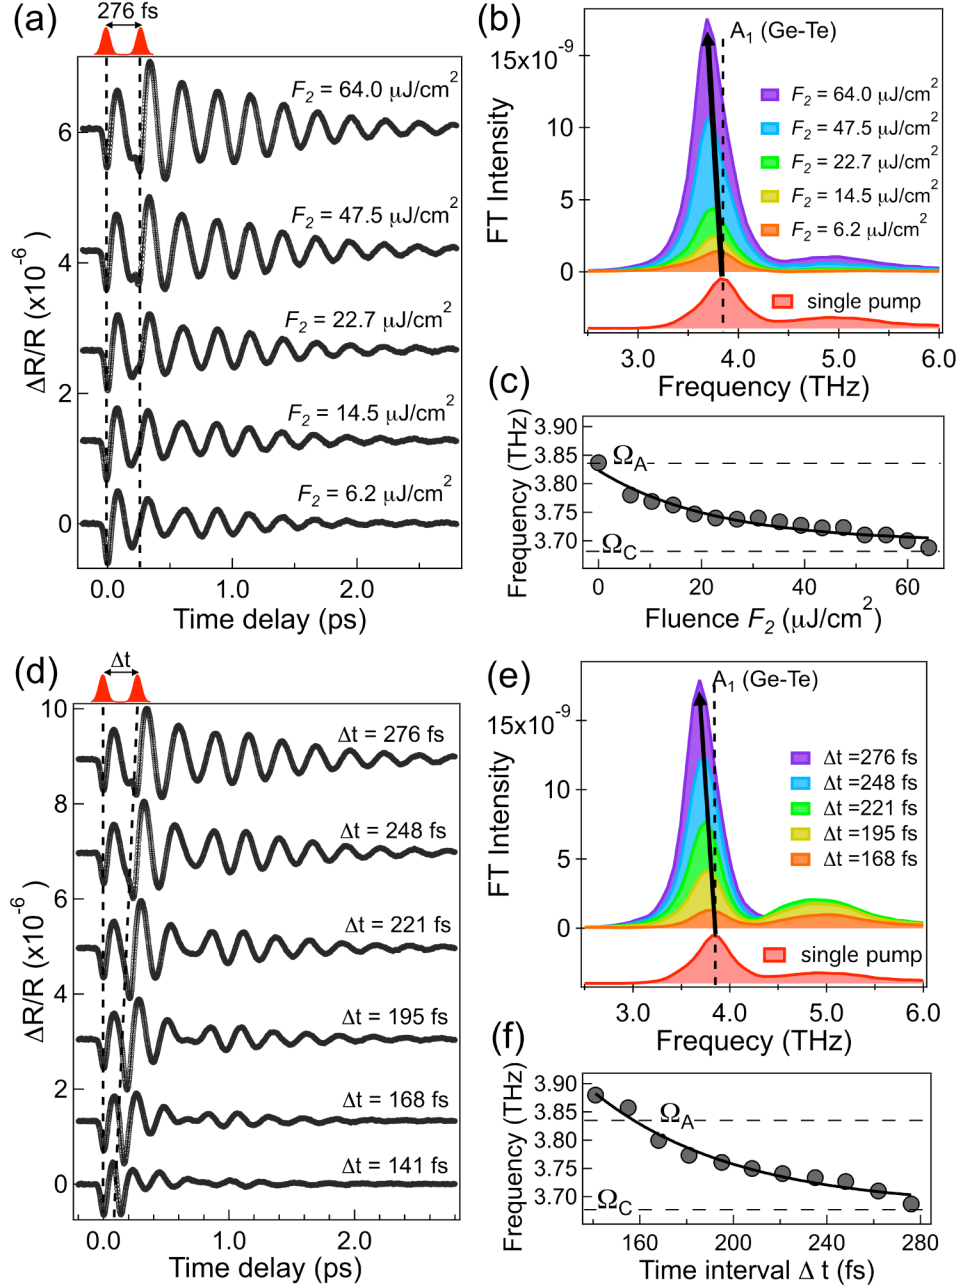 (a)
276 fs
F2 = 64.0 μJ/cm2
F2 = 47.5 μJ/cm2
F2 = 22.7 μJ/cm2
F2 = 14.5 μJ/cm2
F2 = 6.2 μJ/cm2
6
4
2
0
ΔR/R (x10-6)
0.0 1.0 2.0
Time delay (ps)
(b)
A1 (Ge-Te)
15x10-9
10
5
0
FT Intensity
F2 = 64.0 μJ/cm2
F2 = 47.5 μJ/cm2
F2 = 22.7 μJ/cm2
F2 = 14.5 μJ/cm2
F2 = 6.2 μJ/cm2
single pump
3.0 4.0 5.0 6.0
Frequency (THz)
(c)
3.90
3.85
3.80
3.75
3.70
Frequency (THz)
ΩA
ΩC
0 20 40 60
Fluence F2 (μJ/cm2)
(d)
Δt
Δt = 276 fs
Δt = 248 fs
Δt = 221 fs
Δt = 195 fs
Δt = 168 fs
Δt = 141 fs
10
8
6
4
2
0
ΔR/R (x10-6)
0.0 1.0 2.0
Time delay (ps)
(e)
A1 (Ge-Te)
15x10-9
10
5
0
FT Intensity
Δt =276 fs
Δt =248 fs
Δt =221 fs
Δt =195 fs
Δt =168 fs
single pump
3.0 4.0 5.0 6.0
Frequecy (THz)
(f)
3.90
3.85
3.80
3.75
3.70
Frequency (THz)
ΩA
ΩC
160 200 240 280
Time interval Δ t (fs)